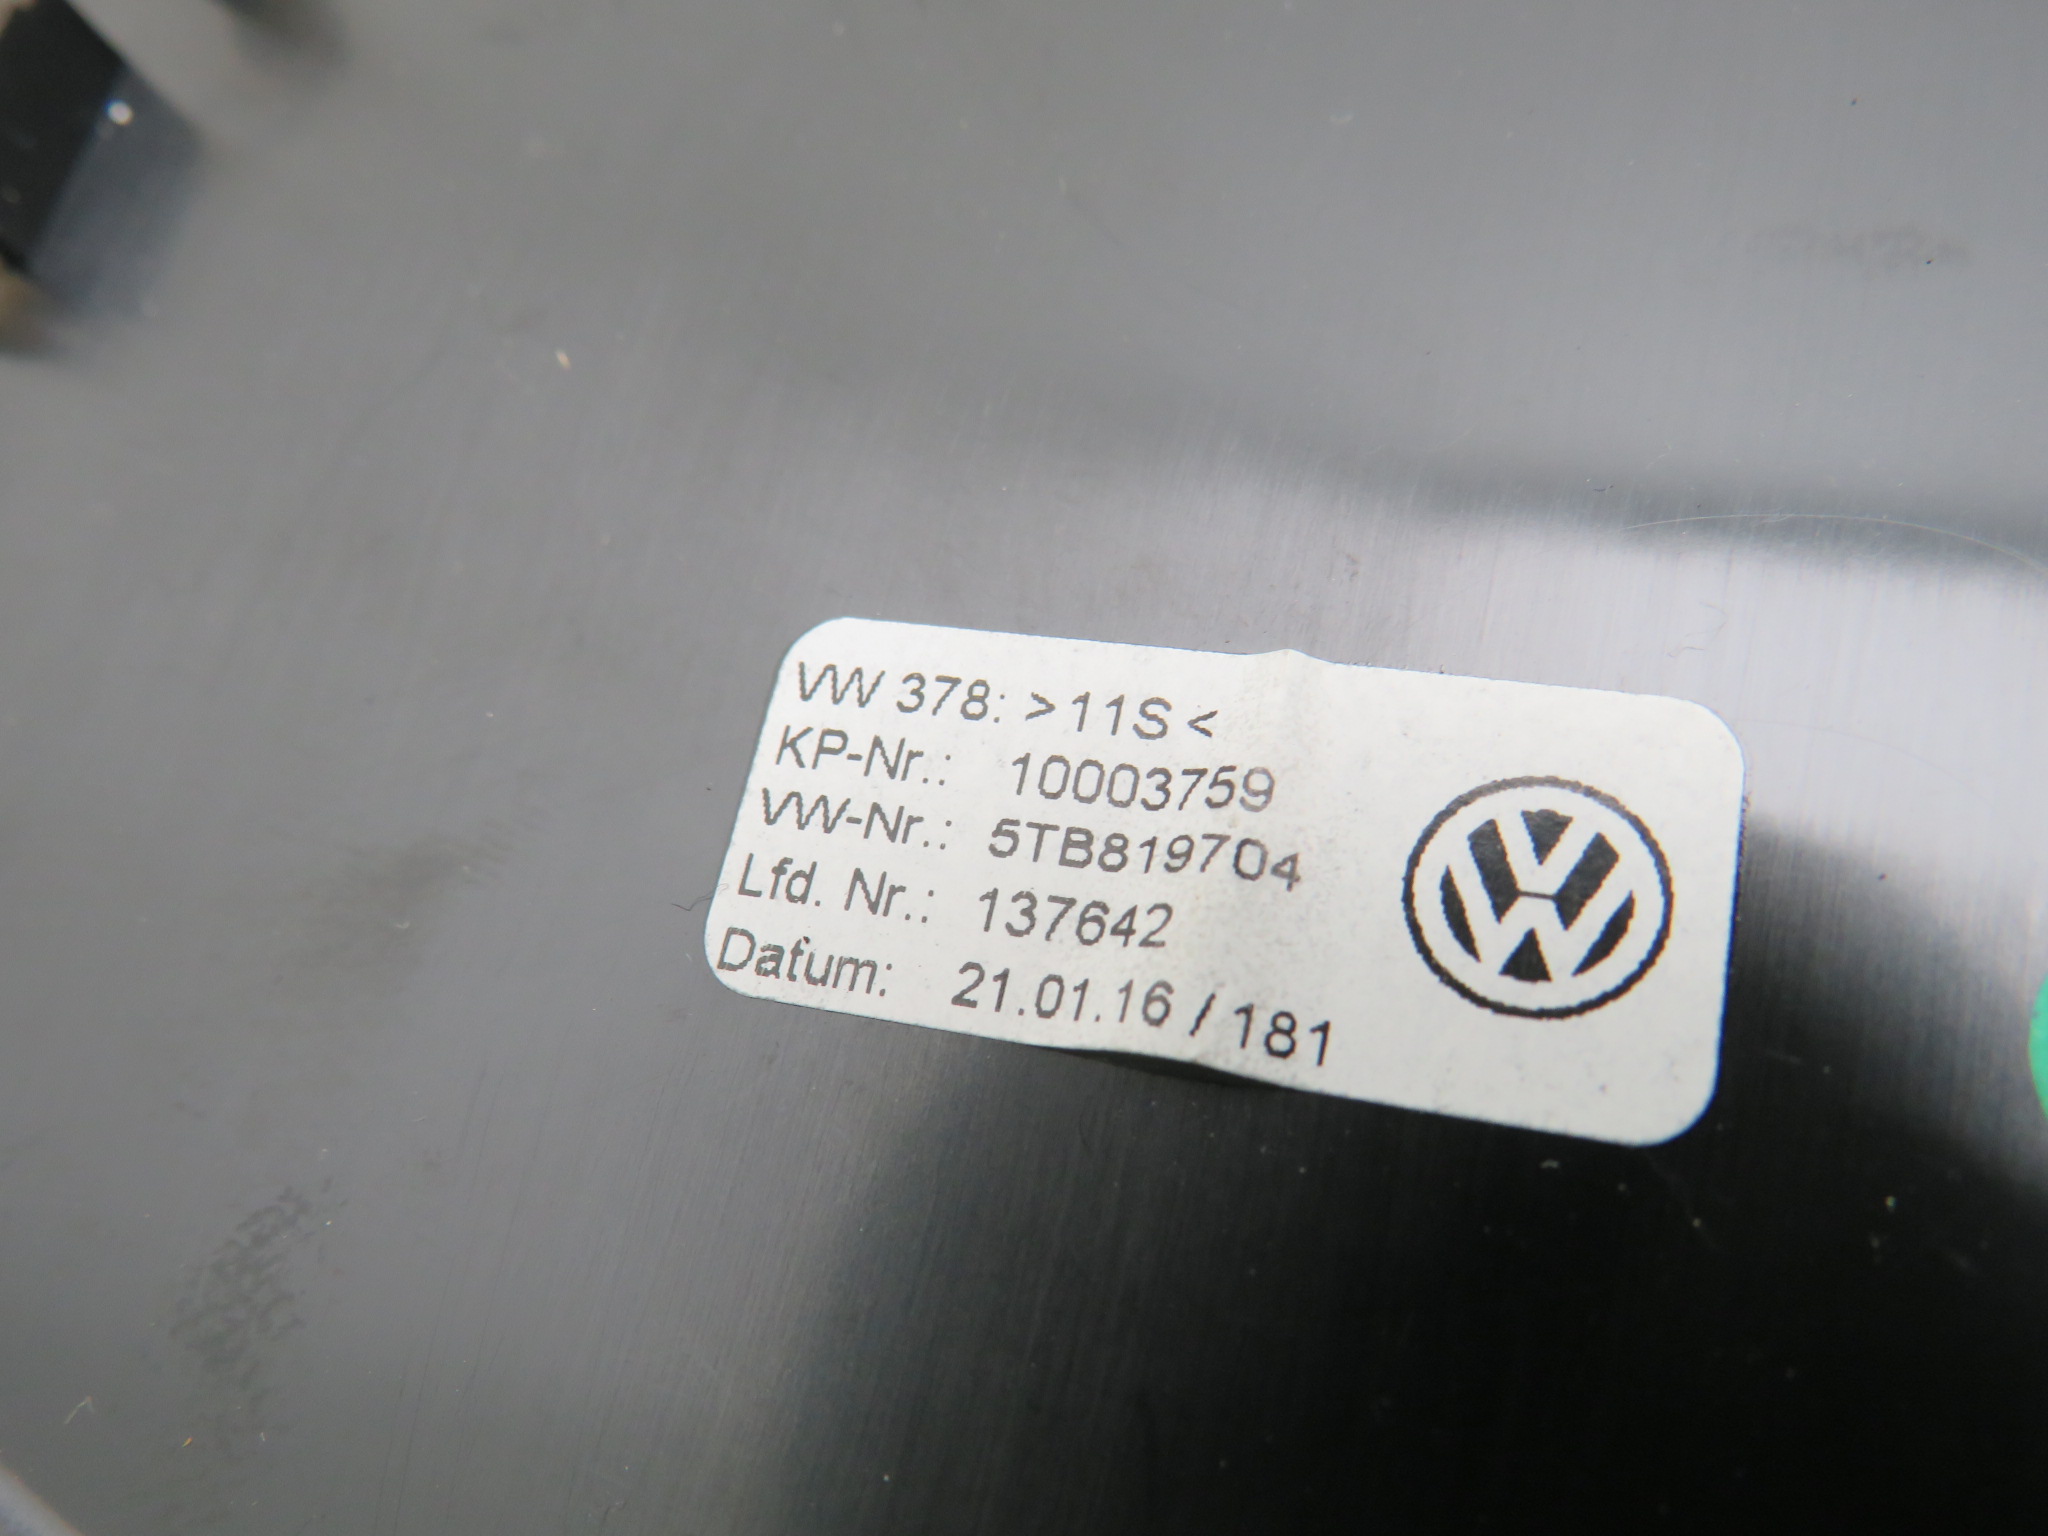 VW 378: >11S<
KP-Nr.: 10003759
VW-Nr.: 5TB819704
Lfd. Nr.: 137642
Datum: 21.01.16 / 181